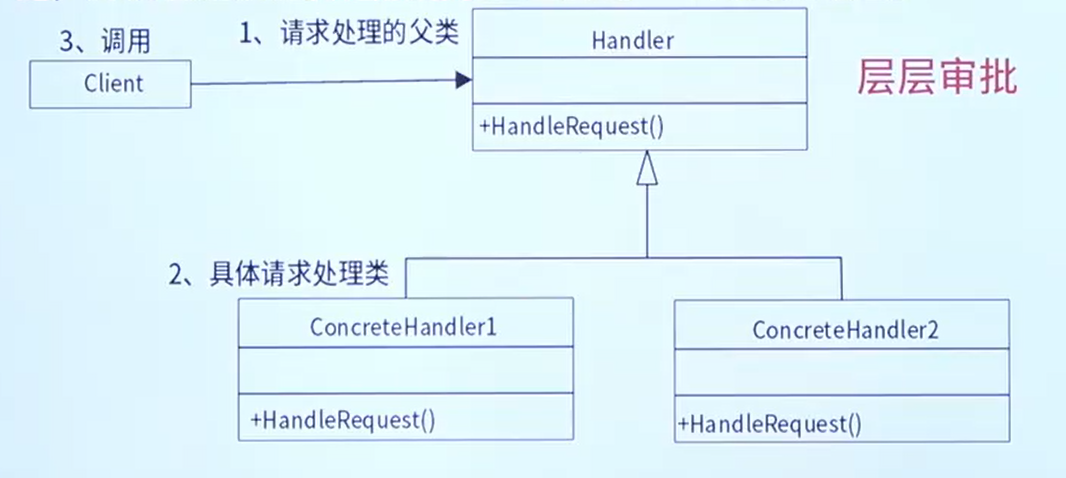 3、调用
1、请求处理的父类
Handler
Client
层层审批
+HandleRequest()
2、具体请求处理类
ConcreteHandler1
ConcreteHandler2
+HandleRequest()
+HandleRequest()